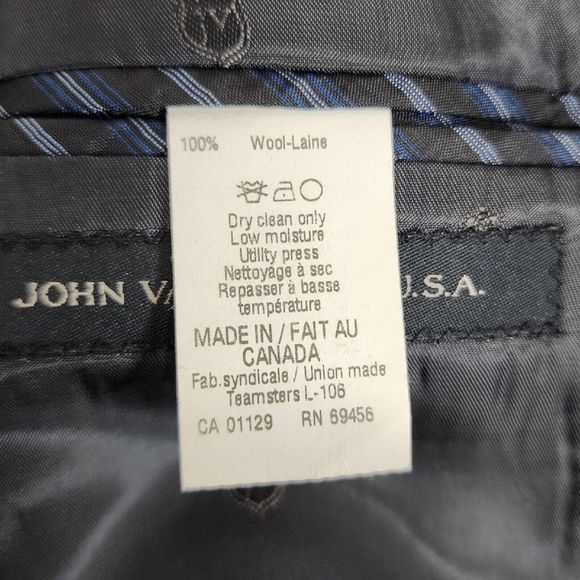 100% Wool-Laine
Dry clean only
Low moisture
Utility press
Nettoyage à sec
Repasser à basse
température
MADE IN / FAIT AU
CANADA
Fab.syndicale / Union made
Teamsters L-106
CA 01129 RN 69456
JOHN U.S.A.